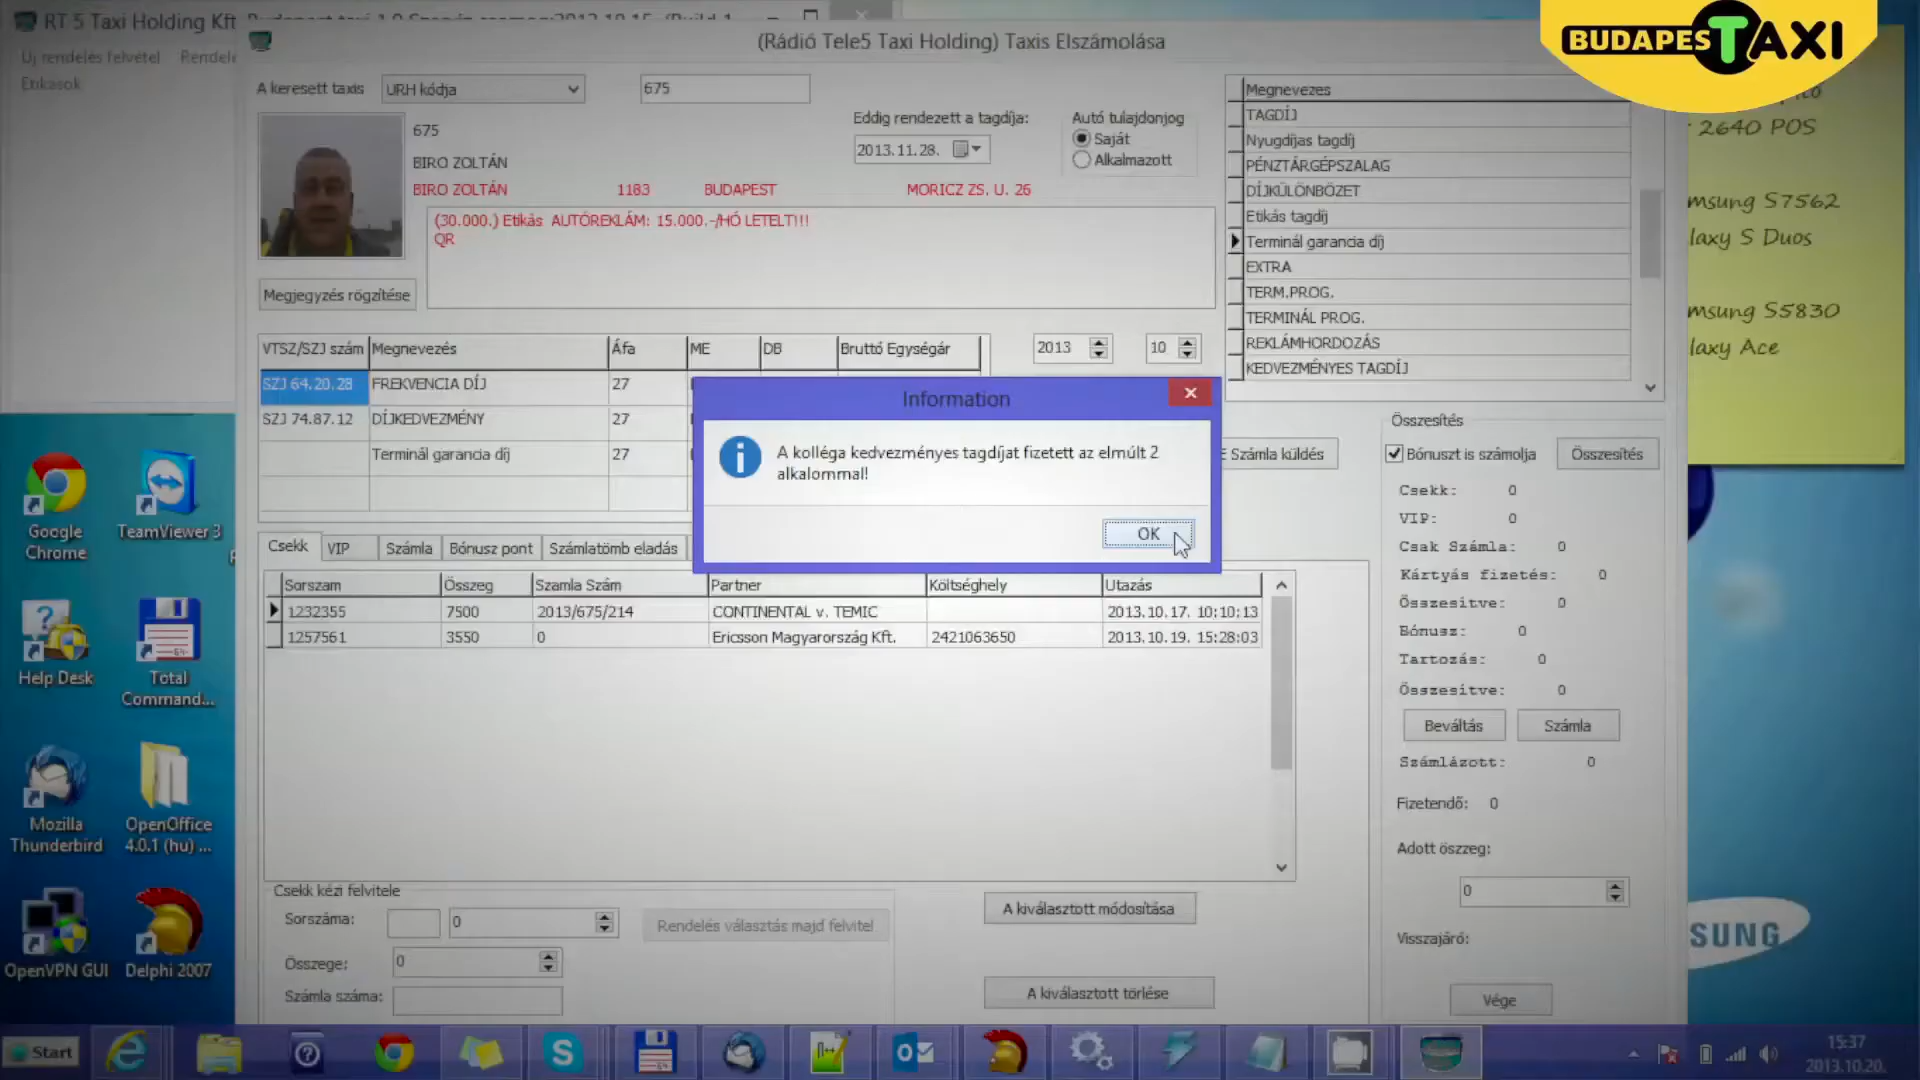 RT 5 Taxi Holding Kft
BUDAPESTAXI
(Rádió Tele5 Taxi Holding) Taxis Elszámolása
Új rendelés felvétel
Etikások
A keresett taxis
URH kódja
675
675
BIRO ZOLTÁN
BIRO ZOLTÁN 1183 BUDAPEST MORICZ ZS. U. 26
Eddig rendezett a tagdíja:
2013.11.28.
Autó tulajdonjog
Saját
Alkalmazott
(30.000.) Etikás AUTÓREKLÁM: 15.000.-/HÓ LETELT!!!
QR
Megjegyzés rögzítése
Megnevezes
TAGDÍJ
Nyugdíjas tagdíj
PÉNZTÁRGÉPSZALAG
DÍJKÜLÖNBÖZET
Etikás tagdíj
Terminál garancia díj
EXTRA
TERM.PROG.
TERMINÁL PROG.
REKLÁMHORDOZÁS
KEDVEZMÉNYES TAGDÍJ
2640 POS
msung S7562
laxy S Duos
msung S5830
laxy Ace
VTSZ/SZJ szám Megnevezés Áfa ME DB Bruttó Egységár
SZJ 64.20.28 FREKVENCIA DÍJ 27
SZJ 74.87.12 DÍJKEDVEZMÉNY 27
Terminál garancia díj 27
2013 10
Information
A kolléga kedvezményes tagdíjat fizetett az elmúlt 2
alkalommal!
OK
E Számla küldés
Csekk VIP Számla Bónusz pont Számlatömb eladás
Sorszam Összeg Szamla Szám Partner Költséghely Utazás
1232355 7500 2013/675/214 CONTINENTAL v. TEMIC 2013.10.17. 10:10:13
1257561 3550 0 Ericsson Magyarország Kft. 2421063650 2013.10.19. 15:28:03
Összesítés
Bónuszt is számolja
Összesítés
Csekk: 0
VIP: 0
Csak Számla: 0
Kártyás fizetés: 0
Összesítve: 0
Bónusz: 0
Tartozás: 0
Összesítve: 0
Beváltás
Számla
Számlázott: 0
Fizetendő: 0
Adott öszzeg:
0
Visszajáró:
Vége
Csekk kézi felvitele
Sorszáma:
0
Rendelés választás majd felvitel
Összege:
0
Számla száma:
A kiválasztott módosítása
A kiválasztott törlése
Google
Chrome
TeamViewer 3
Help Desk
Total
Command...
Mozilla
Thunderbird
OpenOffice
4.0.1 (hu) ...
OpenVPN GUI
Delphi 2007
SUNG
Start
15:37
2013.10.20.